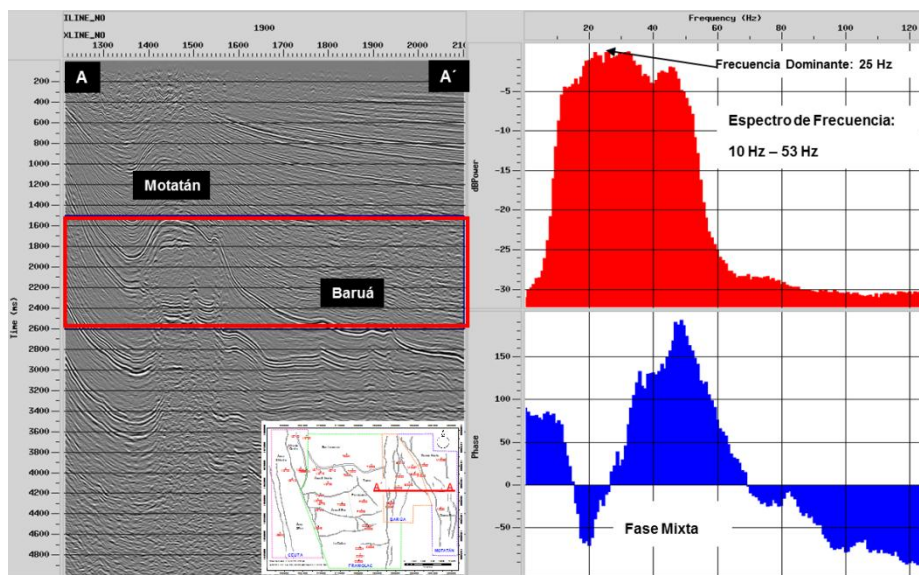 ILINE_NO
1900
XLINE_NO
1300 1400 1500 1600 1700 1800 1900 2000 210
A
A´
Time (ms)
200
400
600
800
1000
1200
1400
1600
1800
2000
2200
2400
2600
2800
3000
3200
3400
3600
3800
4000
4200
4400
4600
4800
Motatán
Baruá
A
A´
CEUTA
BARUA
FRANQUIAS
MOTATÁN
Frequency (Hz)
20 40 60 80 100 120
dBPower
-5
-10
-15
-20
-25
-30
Frecuencia Dominante: 25 Hz
Espectro de Frecuencia:
10 Hz – 53 Hz
Phase
150
100
50
0
-50
Fase Mixta